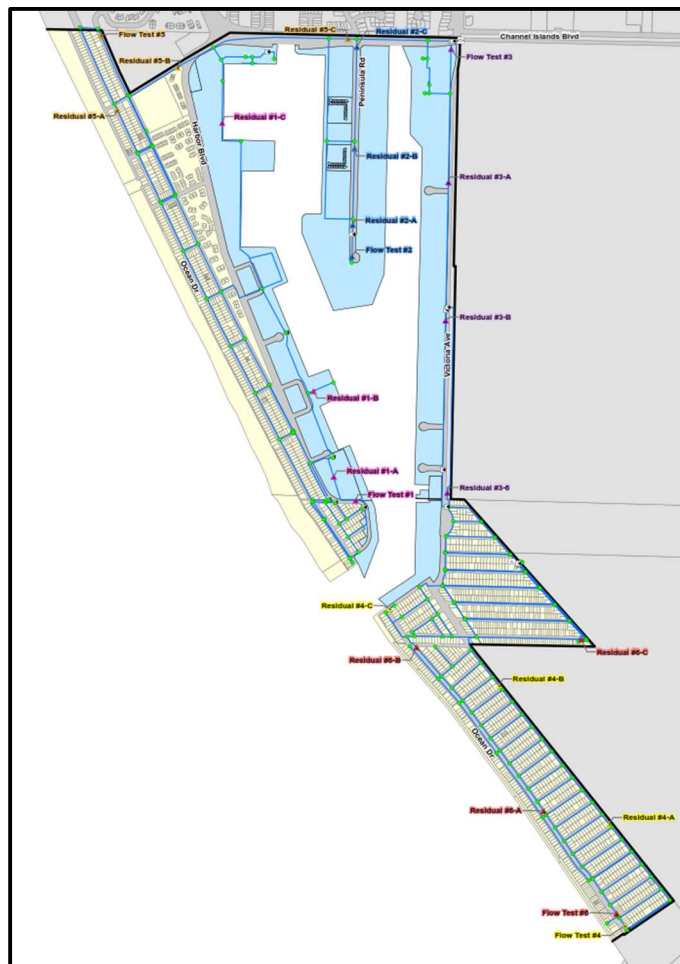 Flow Test #5
Residual #5-C
Residual #2-C
Channel Islands Blvd
Flow Test #3
Residual #5-B
Peninsula Rd
Residual #5-A
Residual #1-C
Harbor Blvd
Residual #2-B
Residual #3-A
Residual #2-A
Flow Test #2
Ocean Dr
Residual #3-B
Victoria Ave
Residual #1-B
Residual #1-A
Residual #3-6
Flow Test #1
Residual #4-C
Residual #6-B
Residual #6-C
Residual #4-B
Ocean Dr
Residual #6-A
Residual #4-A
Flow Test #6
Flow Test #4